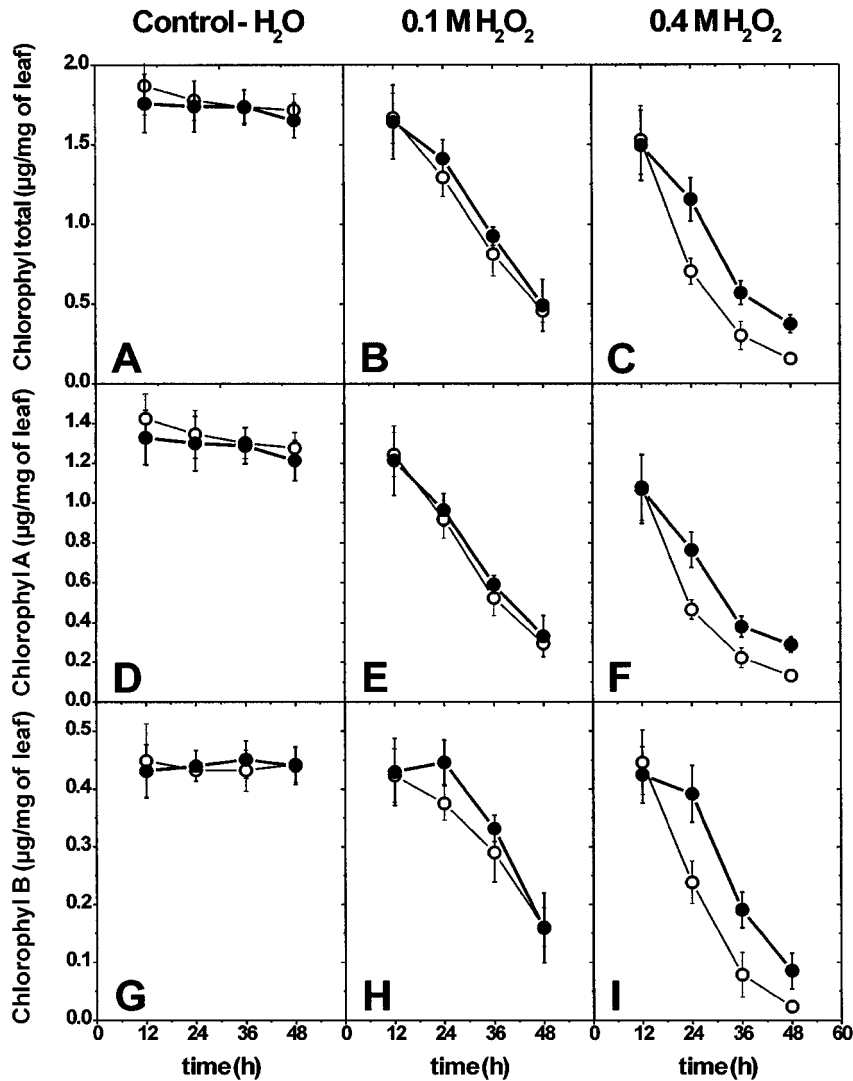 Control - H₂O 0.1 M H₂O₂ 0.4 M H₂O₂
Chlorophyl total (µg/mg of leaf)
2.0
1.5
1.0
0.5
0.0
A B C
Chlorophyl A (µg/mg of leaf)
1.4
1.2
1.0
0.8
0.6
0.4
0.2
0.0
D E F
Chlorophyl B (µg/mg of leaf)
0.5
0.4
0.3
0.2
0.1
0.0
G H I
0 12 24 36 48 0 12 24 36 48 0 12 24 36 48 60
time(h) time(h) time(h)